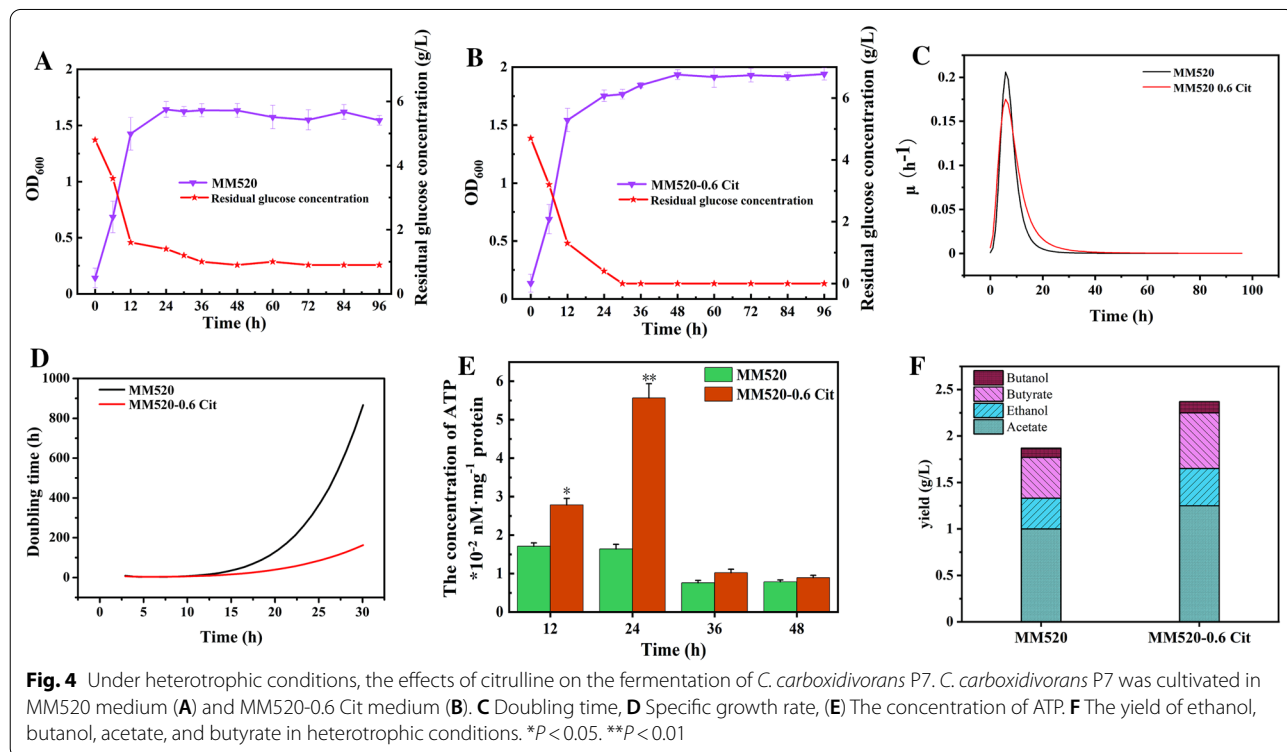 A
OD600
2
1.5
1
0.5
0
MM520
Residual glucose concentration
0 12 24 36 48 60 72 84 96
Time (h)
6
4
2
0
Residual glucose concentration (g/L)
B
OD600
2
1.5
1
0.5
0
MM520-0.6 Cit
Residual glucose concentration
0 12 24 36 48 60 72 84 96
Time (h)
6
4
2
0
Residual glucose concentration (g/L)
C
μ (h-1)
0.2
0.15
0.1
0.05
0
MM520
MM520 0.6 Cit
0 20 40 60 80 100
Time (h)
D
Doubling time (h)
1000
800
600
400
200
0
MM520
MM520-0.6 Cit
0 5 10 15 20 25 30
Time (h)
E
The concentration of ATP
*10-2 nM·mg-1 protein
6
5
4
3
2
1
0
MM520
MM520-0.6 Cit
*
**
12 24 36 48
Time (h)
F
yield (g/L)
2.5
2
1.5
1
0.5
0
Butanol
Butyrate
Ethanol
Acetate
MM520 MM520-0.6 Cit
Fig. 4 Under heterotrophic conditions, the effects of citrulline on the fermentation of C. carboxidivorans P7. C. carboxidivorans P7 was cultivated in
MM520 medium (A) and MM520-0.6 Cit medium (B). C Doubling time, D Specific growth rate, (E) The concentration of ATP. F The yield of ethanol,
butanol, acetate, and butyrate in heterotrophic conditions. *P < 0.05. **P < 0.01